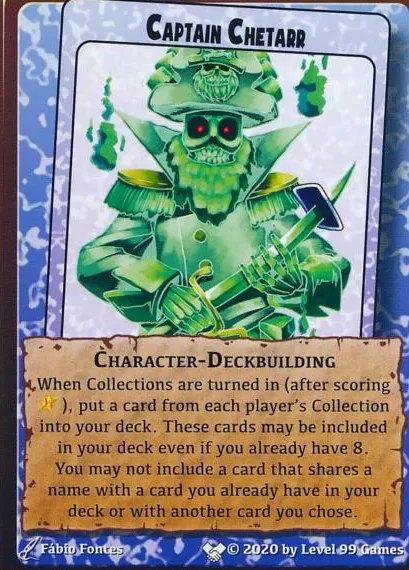 CAPTAIN CHETARR
CHARACTER-DECKBUILDING
When Collections are turned in (after scoring
), put a card from each player's Collection
into your deck. These cards may be included
in your deck even if you already have 8.
You may not include a card that shares a
name with a card you already have in your
deck or with another card you chose.
Fábio Fontes
© 2020 by Level 99 Games